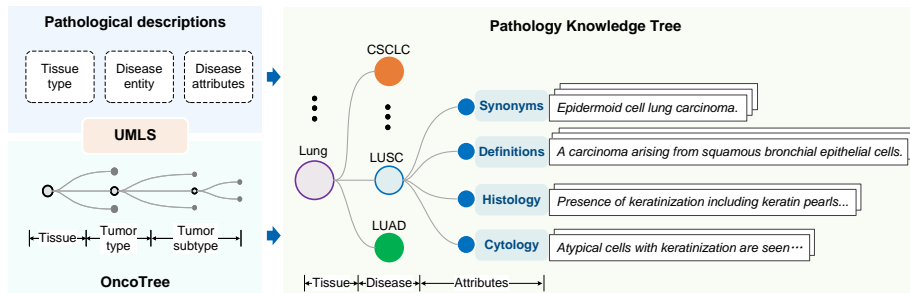 Pathological descriptions
Tissue type
Disease entity
Disease attributes
UMLS
Tissue
Tumor type
Tumor subtype
OncoTree
Pathology Knowledge Tree
CSCLC
Lung
LUSC
LUAD
Synonyms
Epidermoid cell lung carcinoma.
Definitions
A carcinoma arising from squamous bronchial epithelial cells.
Histology
Presence of keratinization including keratin pearls...
Cytology
Atypical cells with keratinization are seen⋯
Tissue
Disease
Attributes